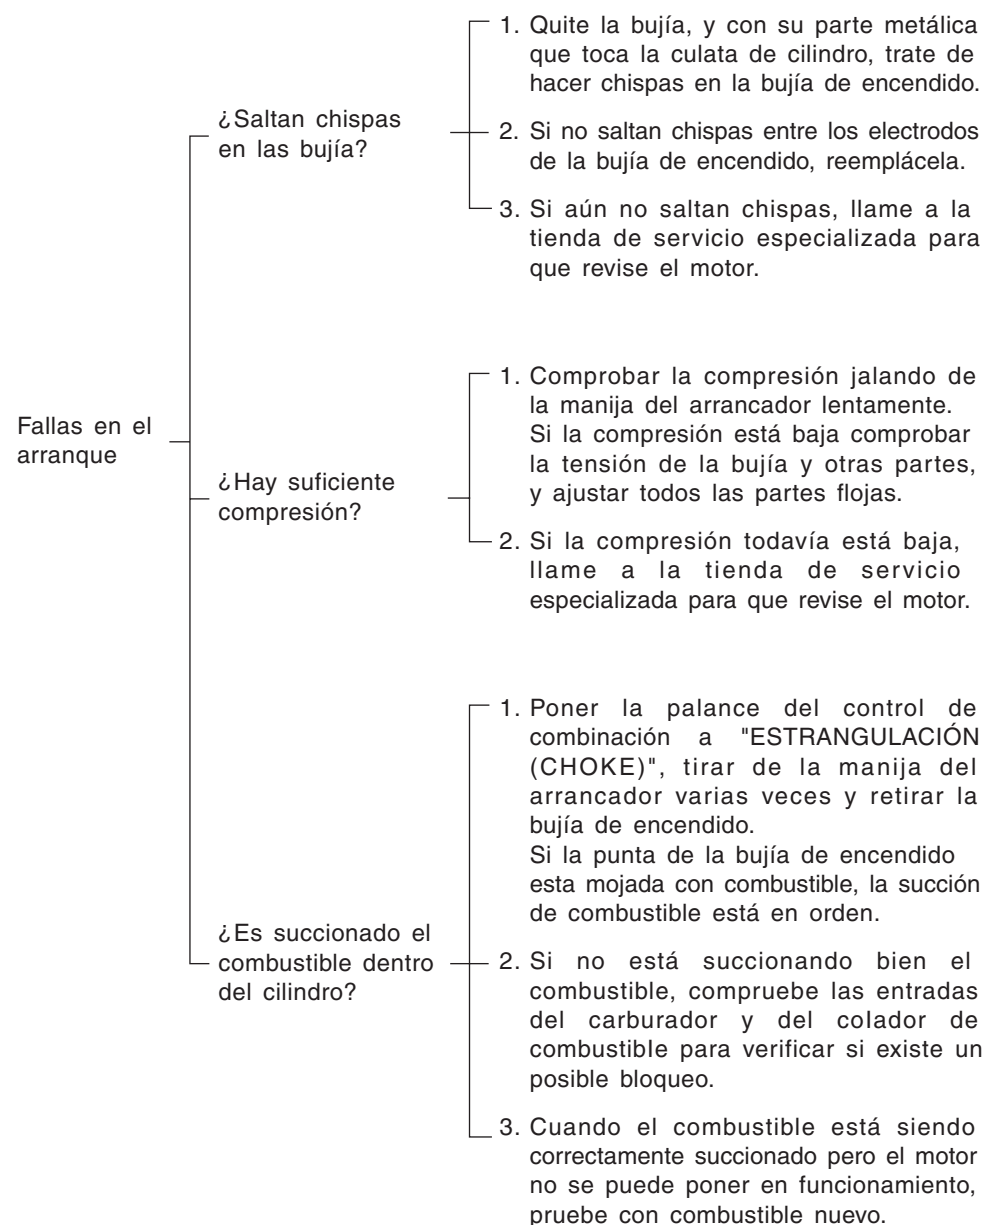 Fallas en el
arranque
¿Saltan chispas
en las bujía?
1. Quite la bujía, y con su parte metálica
que toca la culata de cilindro, trate de
hacer chispas en la bujía de encendido.
2. Si no saltan chispas entre los electrodos
de la bujía de encendido, reemplácela.
3. Si aún no saltan chispas, llame a la
tienda de servicio especializada para
que revise el motor.
¿Hay suficiente
compresión?
1. Comprobar la compresión jalando de
la manija del arrancador lentamente.
Si la compresión está baja comprobar
la tensión de la bujía y otras partes,
y ajustar todos las partes flojas.
2. Si la compresión todavía está baja,
llame a la tienda de servicio
especializada para que revise el motor.
¿Es succionado el
combustible dentro
del cilindro?
1. Poner la palance del control de
combinación a "ESTRANGULACIÓN
(CHOKE)", tirar de la manija del
arrancador varias veces y retirar la
bujía de encendido.
Si la punta de la bujía de encendido
esta mojada con combustible, la succión
de combustible está en orden.
2. Si no está succionando bien el
combustible, compruebe las entradas
del carburador y del colador de
combustible para verificar si existe un
posible bloqueo.
3. Cuando el combustible está siendo
correctamente succionado pero el motor
no se puede poner en funcionamiento,
pruebe con combustible nuevo.